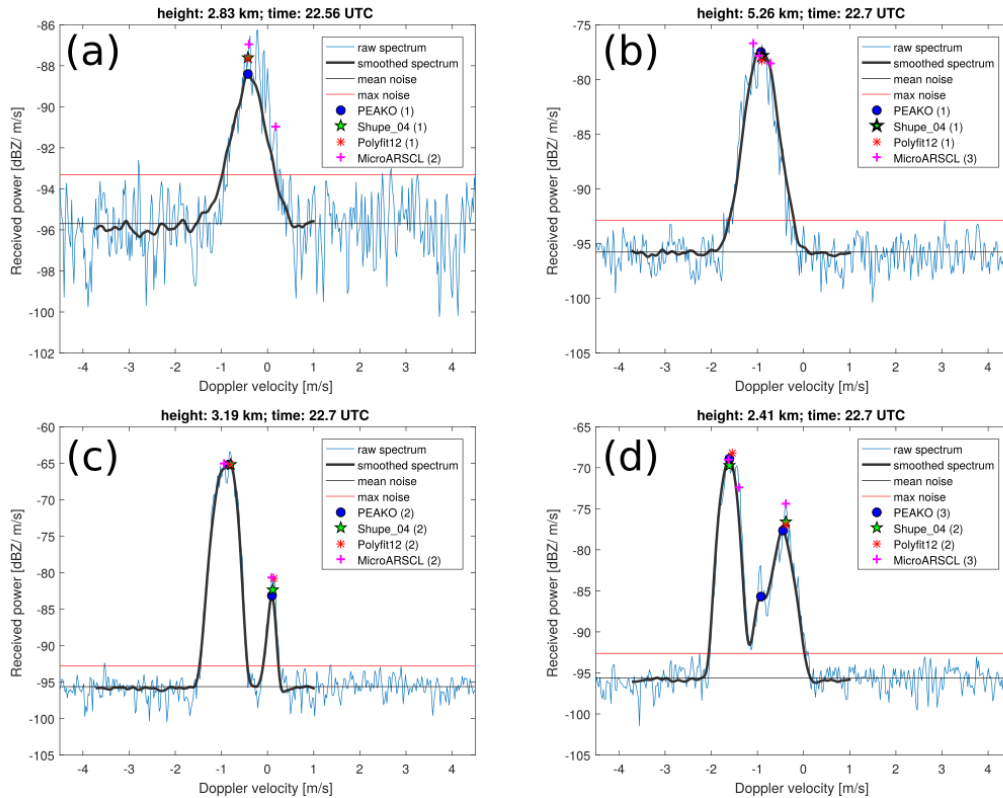 height: 2.83 km; time: 22.56 UTC
(a)
raw spectrum
smoothed spectrum
mean noise
max noise
PEAKO (1)
Shupe_04 (1)
Polyfit12 (1)
MicroARSCL (2)
Received power [dBZ/ m/s]
-86
-88
-90
-92
-94
-96
-98
-100
-102
-4 -3 -2 -1 0 1 2 3 4
Doppler velocity [m/s]
height: 5.26 km; time: 22.7 UTC
(b)
raw spectrum
smoothed spectrum
mean noise
max noise
PEAKO (1)
Shupe_04 (1)
Polyfit12 (1)
MicroARSCL (3)
Received power [dBZ/ m/s]
-75
-80
-85
-90
-95
-100
-105
-4 -3 -2 -1 0 1 2 3 4
Doppler velocity [m/s]
height: 3.19 km; time: 22.7 UTC
(c)
raw spectrum
smoothed spectrum
mean noise
max noise
PEAKO (2)
Shupe_04 (2)
Polyfit12 (2)
MicroARSCL (2)
Received power [dBZ/ m/s]
-60
-65
-70
-75
-80
-85
-90
-95
-100
-105
-4 -3 -2 -1 0 1 2 3 4
Doppler velocity [m/s]
height: 2.41 km; time: 22.7 UTC
(d)
raw spectrum
smoothed spectrum
mean noise
max noise
PEAKO (3)
Shupe_04 (2)
Polyfit12 (2)
MicroARSCL (3)
Received power [dBZ/ m/s]
-65
-70
-75
-80
-85
-90
-95
-100
-105
-4 -3 -2 -1 0 1 2 3 4
Doppler velocity [m/s]